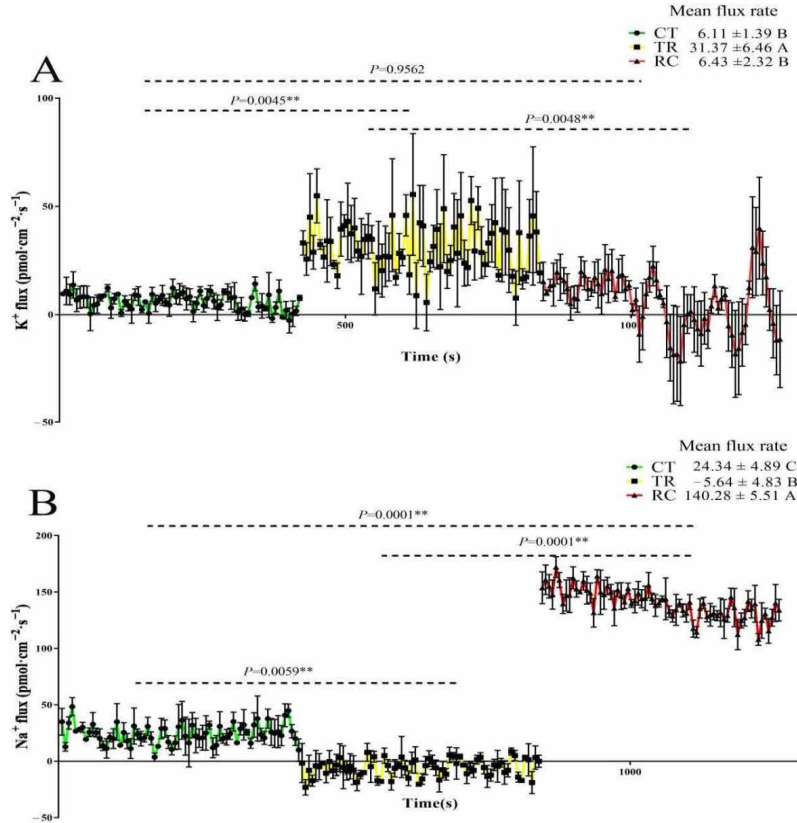 Mean flux rate
CT 6.11 ±1.39 B
TR 31.37 ±6.46 A
RC 6.43 ±2.32 B
A
P=0.9562
P=0.0045**
P=0.0048**
100
50
0
−50
K⁺ flux (pmol·cm⁻²·s⁻¹)
500
100
Time (s)
Mean flux rate
CT 24.34 ± 4.89 C
TR −5.64 ± 4.83 B
RC 140.28 ± 5.51 A
B
P=0.0001**
P=0.0001**
P=0.0059**
200
150
100
50
0
−50
Na⁺ flux (pmol·cm⁻²·s⁻¹)
1000
Time(s)